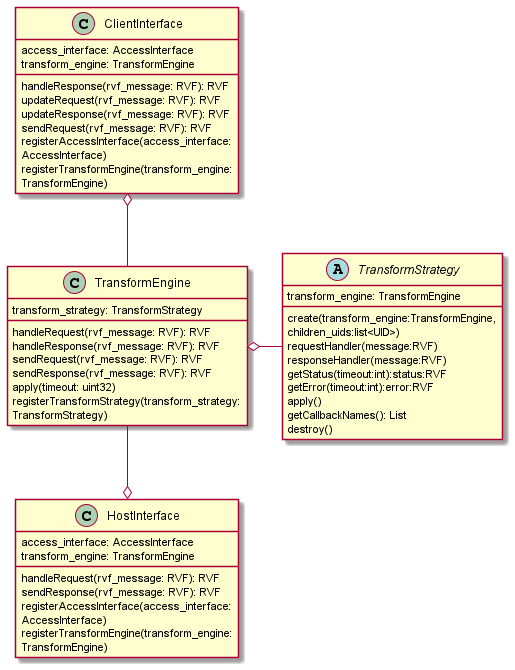 C ClientInterface
access_interface: AccessInterface
transform_engine: TransformEngine
handleResponse(rvf_message: RVF): RVF
updateRequest(rvf_message: RVF): RVF
updateResponse(rvf_message: RVF): RVF
sendRequest(rvf_message: RVF): RVF
registerAccessInterface(access_interface:
AccessInterface)
registerTransformEngine(transform_engine:
TransformEngine)
C TransformEngine
transform_strategy: TransformStrategy
handleRequest(rvf_message: RVF): RVF
handleResponse(rvf_message: RVF): RVF
sendRequest(rvf_message: RVF): RVF
sendResponse(rvf_message: RVF): RVF
apply(timeout: uint32)
registerTransformStrategy(transform_strategy:
TransformStrategy)
A TransformStrategy
transform_engine: TransformEngine
create(transform_engine:TransformEngine,
children_uids:list<UID>)
requestHandler(message:RVF)
responseHandler(message:RVF)
getStatus(timeout:int):status:RVF
getError(timeout:int):error:RVF
apply()
getCallbackNames(): List
destroy()
C HostInterface
access_interface: AccessInterface
transform_engine: TransformEngine
handleRequest(rvf_message: RVF): RVF
sendResponse(rvf_message: RVF): RVF
registerAccessInterface(access_interface:
AccessInterface)
registerTransformEngine(transform_engine:
TransformEngine)